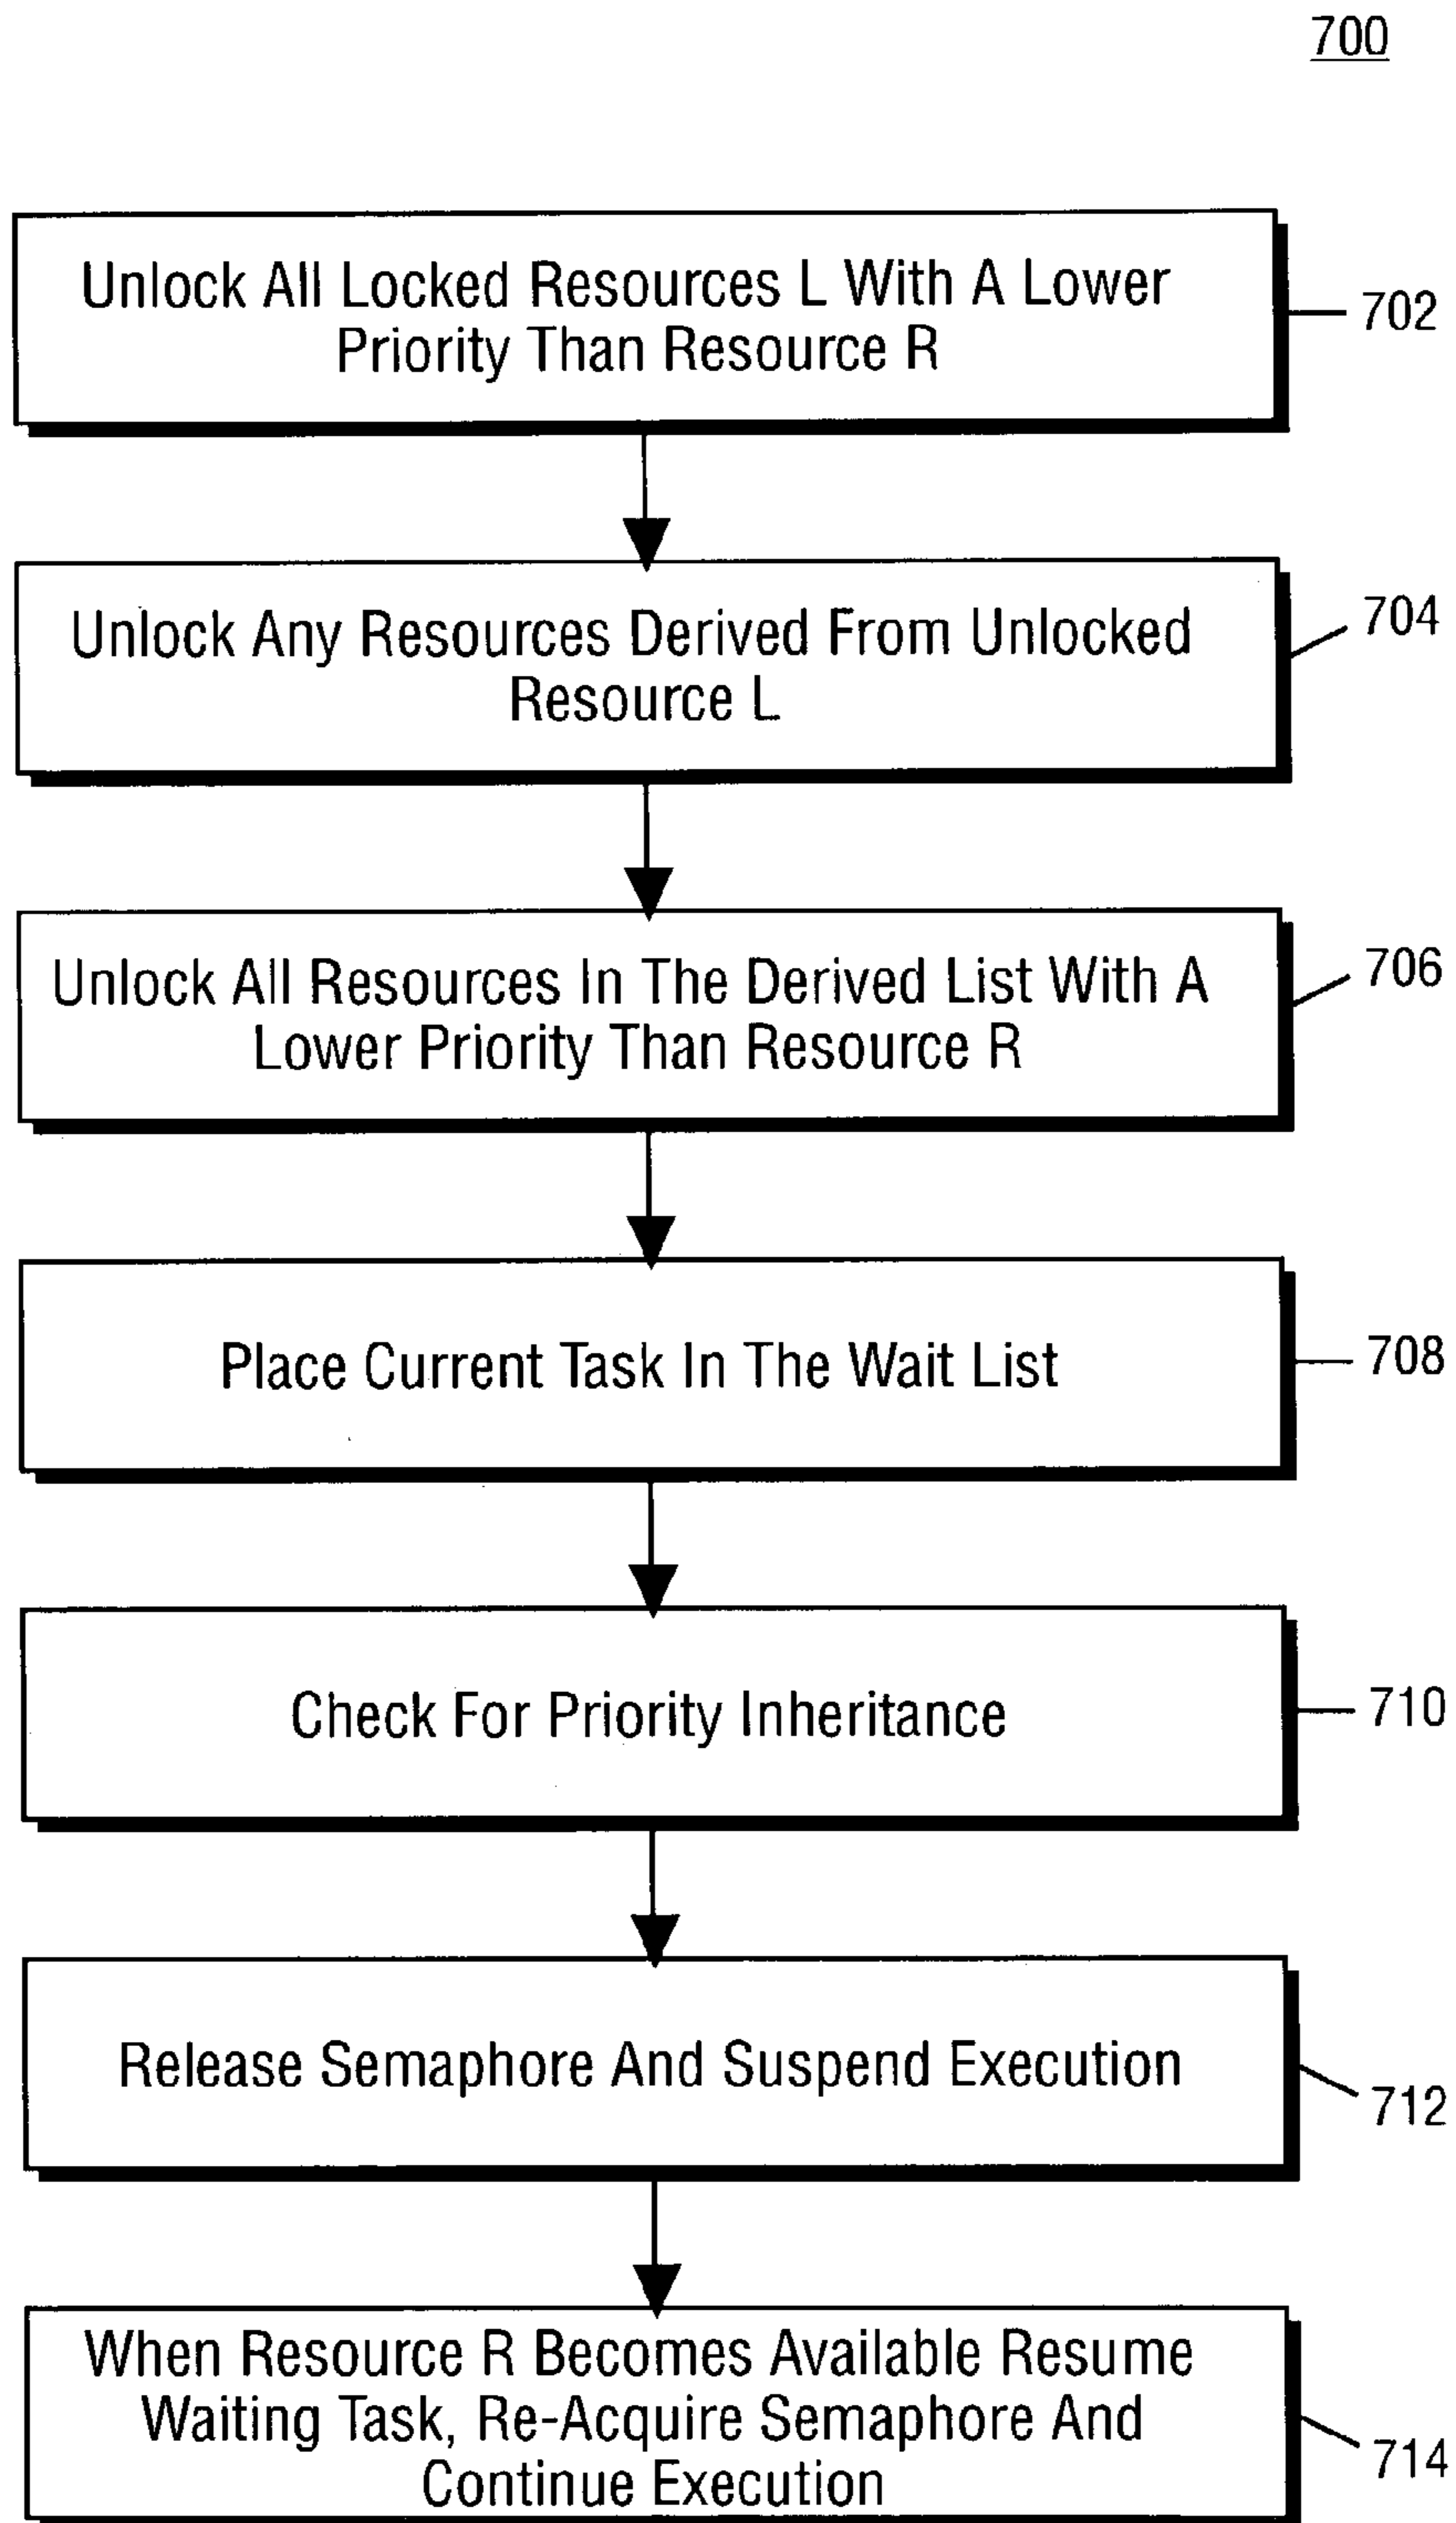 700
Unlock All Locked Resources L With A Lower
Priority Than Resource R
702
Unlock Any Resources Derived From Unlocked
Resource L
704
Unlock All Resources In The Derived List With A
Lower Priority Than Resource R
706
Place Current Task In The Wait List
708
Check For Priority Inheritance
710
Release Semaphore And Suspend Execution
712
When Resource R Becomes Available Resume
Waiting Task, Re-Acquire Semaphore And
Continue Execution
714